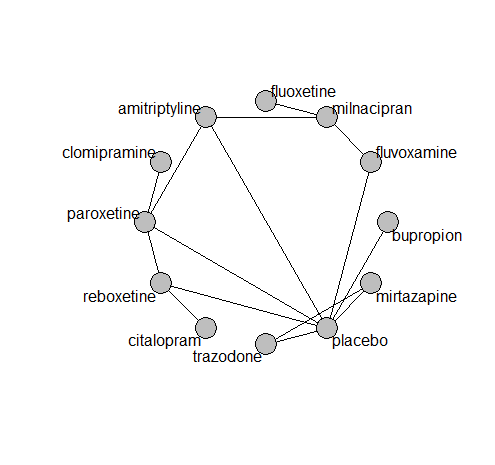 fluoxetine
amitriptyline
milnacipran
clomipramine
fluvoxamine
paroxetine
bupropion
reboxetine
mirtazapine
citalopram
placebo
trazodone